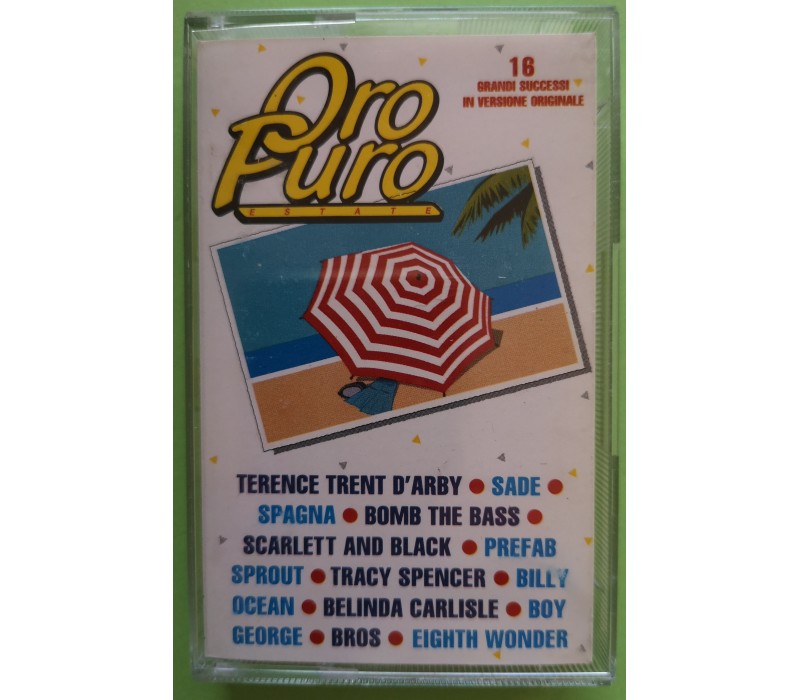 Oro
Puro
ESTATE
16
GRANDI SUCCESSI
IN VERSIONE ORIGINALE
TERENCE TRENT D'ARBY • SADE •
SPAGNA • BOMB THE BASS •
SCARLETT AND BLACK • PREFAB
SPROUT • TRACY SPENCER • BILLY
OCEAN • BELINDA CARLISLE • BOY
GEORGE • BROS • EIGHTH WONDER